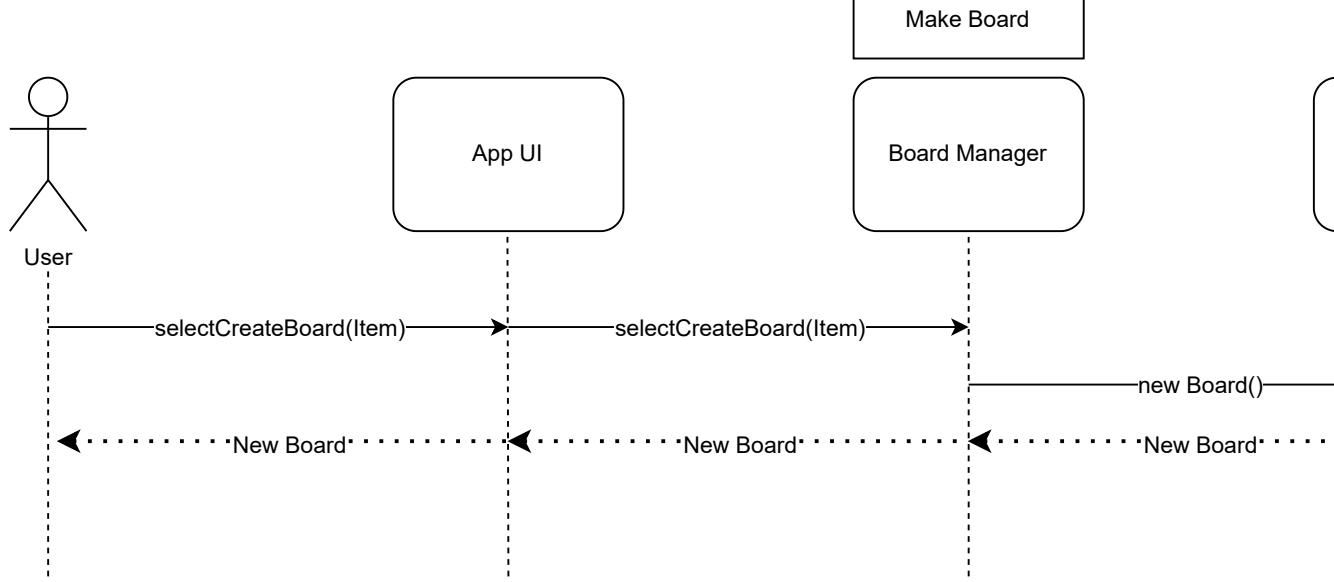 Make Board
App UI
Board Manager
User
selectCreateBoard(Item)
selectCreateBoard(Item)
new Board()
New Board
New Board
New Board